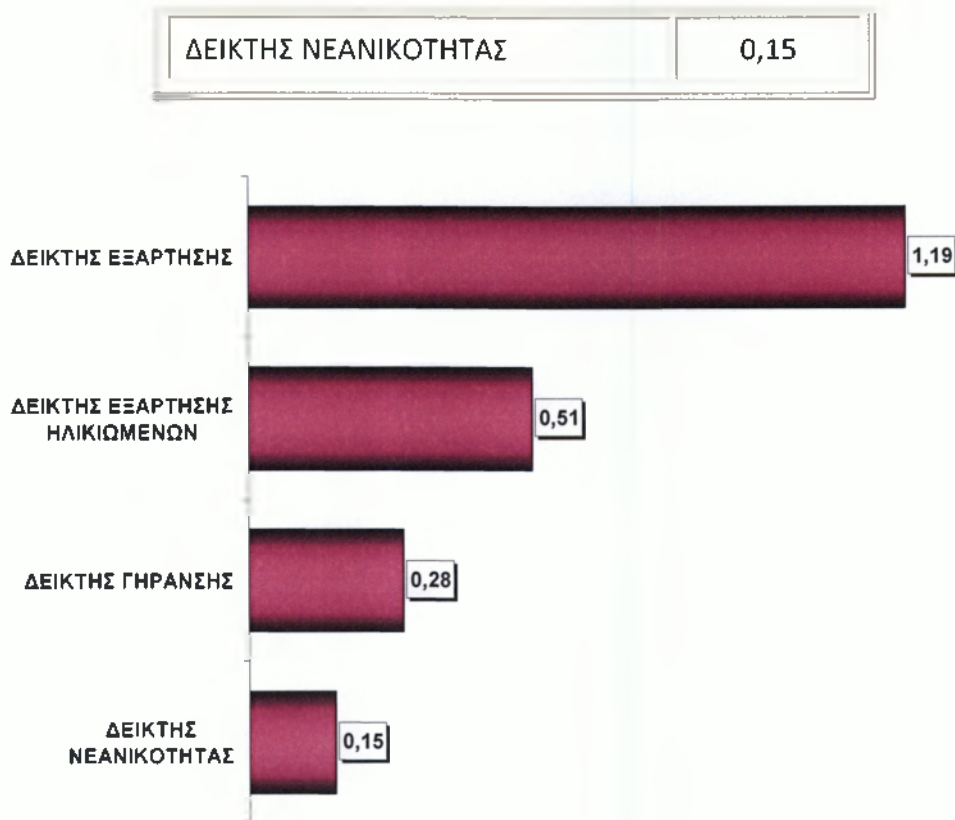 ΔΕΙΚΤΗΣ ΝΕΑΝΙΚΟΤΗΤΑΣ 0,15
ΔΕΙΚΤΗΣ ΕΞΑΡΤΗΣΗΣ 1,19
ΔΕΙΚΤΗΣ ΕΞΑΡΤΗΣΗΣ
ΗΛΙΚΙΩΜΕΝΩΝ
0,51
ΔΕΙΚΤΗΣ ΓΗΡΑΝΣΗΣ 0,28
ΔΕΙΚΤΗΣ
ΝΕΑΝΙΚΟΤΗΤΑΣ
0,15